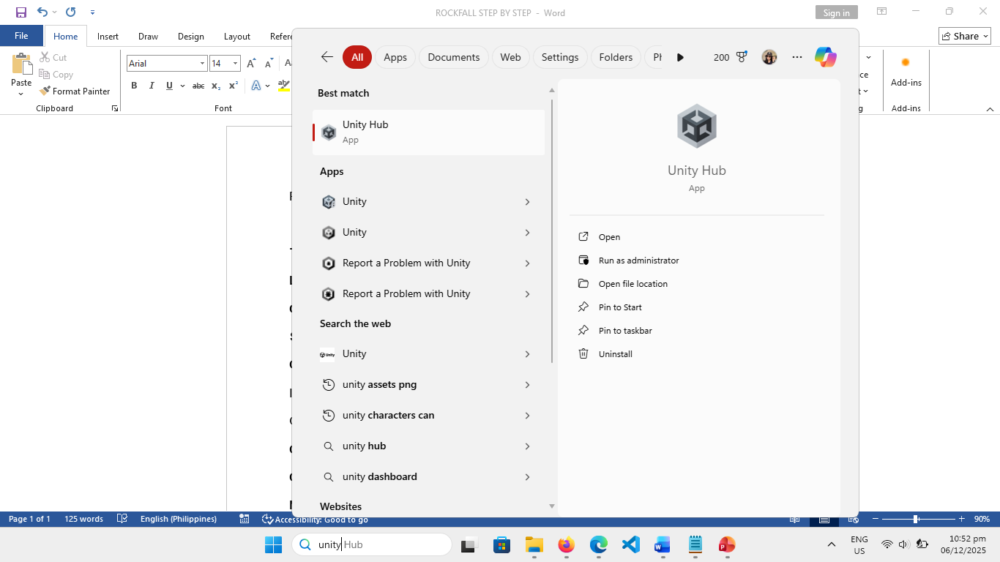 ROCKFALL STEP BY STEP - Word
Sign in
File
Home
Insert
Draw
Design
Layout
Share
Paste
Cut
Copy
Format Painter
Clipboard
Arial
14
B I U abc x₂ x²
Font
Add-ins
Add-ins
All
Apps
Documents
Web
Settings
Folders
200
Best match
Unity Hub
App
Apps
Unity
Unity
Report a Problem with Unity
Report a Problem with Unity
Search the web
Unity
unity assets png
unity characters can
unity hub
unity dashboard
Websites
Unity Hub
App
Open
Run as administrator
Open file location
Pin to Start
Pin to taskbar
Uninstall
Page 1 of 1
125 words
English (Philippines)
Accessibility: Good to go
90%
unity Hub
ENG
US
10:52 pm
06/12/2025